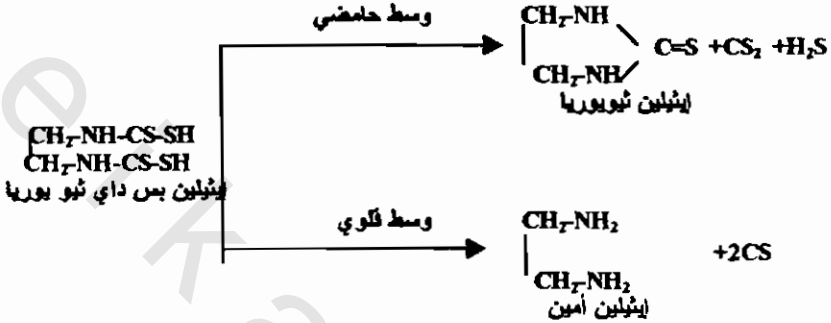 وسط حامضي
CH₂-NH
C=S +CS₂ +H₂S
CH₂-NH
إيثيلين ثيويوريا
CH₂-NH-CS-SH
CH₂-NH-CS-SH
إيثيلين بس داي ثيو يوريا
وسط قلوي
CH₂-NH₂
+2CS
CH₂-NH₂
إيثيلين أمين